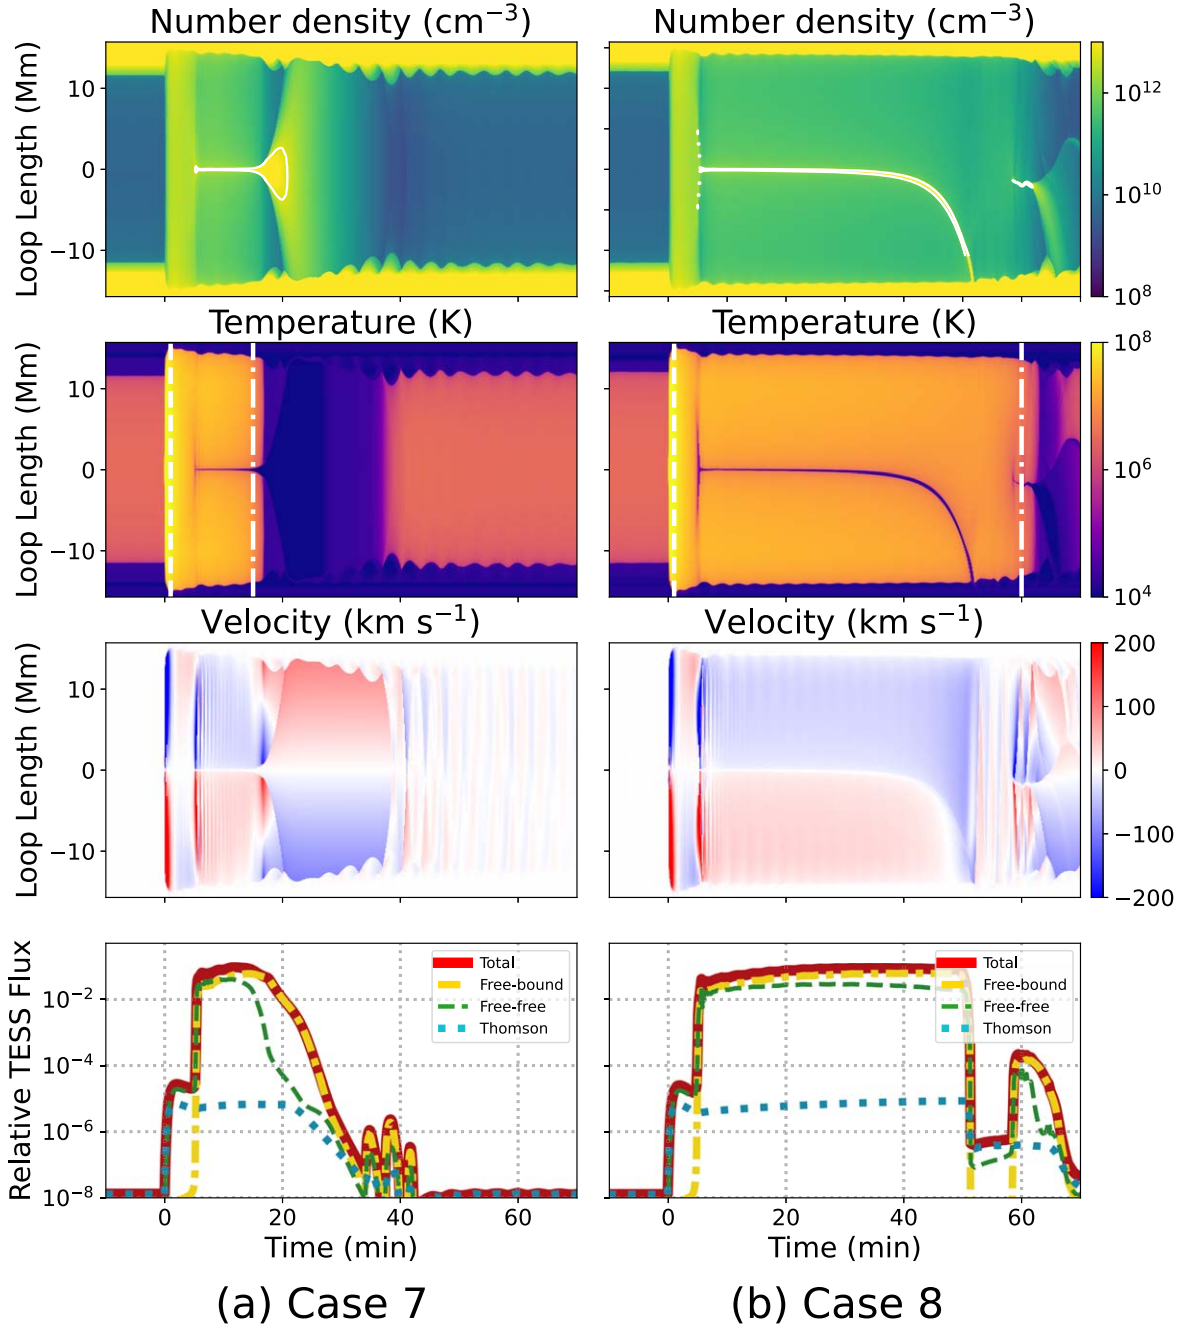 Number density (cm⁻³)
Number density (cm⁻³)
Loop Length (Mm)
10
0
−10
10¹²
10¹⁰
10⁸
Temperature (K)
Temperature (K)
Loop Length (Mm)
10
0
−10
10⁸
10⁶
10⁴
Velocity (km s⁻¹)
Velocity (km s⁻¹)
Loop Length (Mm)
10
0
−10
200
100
0
−100
−200
Relative TESS Flux
10⁻²
10⁻⁴
10⁻⁶
10⁻⁸
Total
Free-bound
Free-free
Thomson
Total
Free-bound
Free-free
Thomson
0 20 40 60
0 20 40 60
Time (min)
Time (min)
(a) Case 7
(b) Case 8